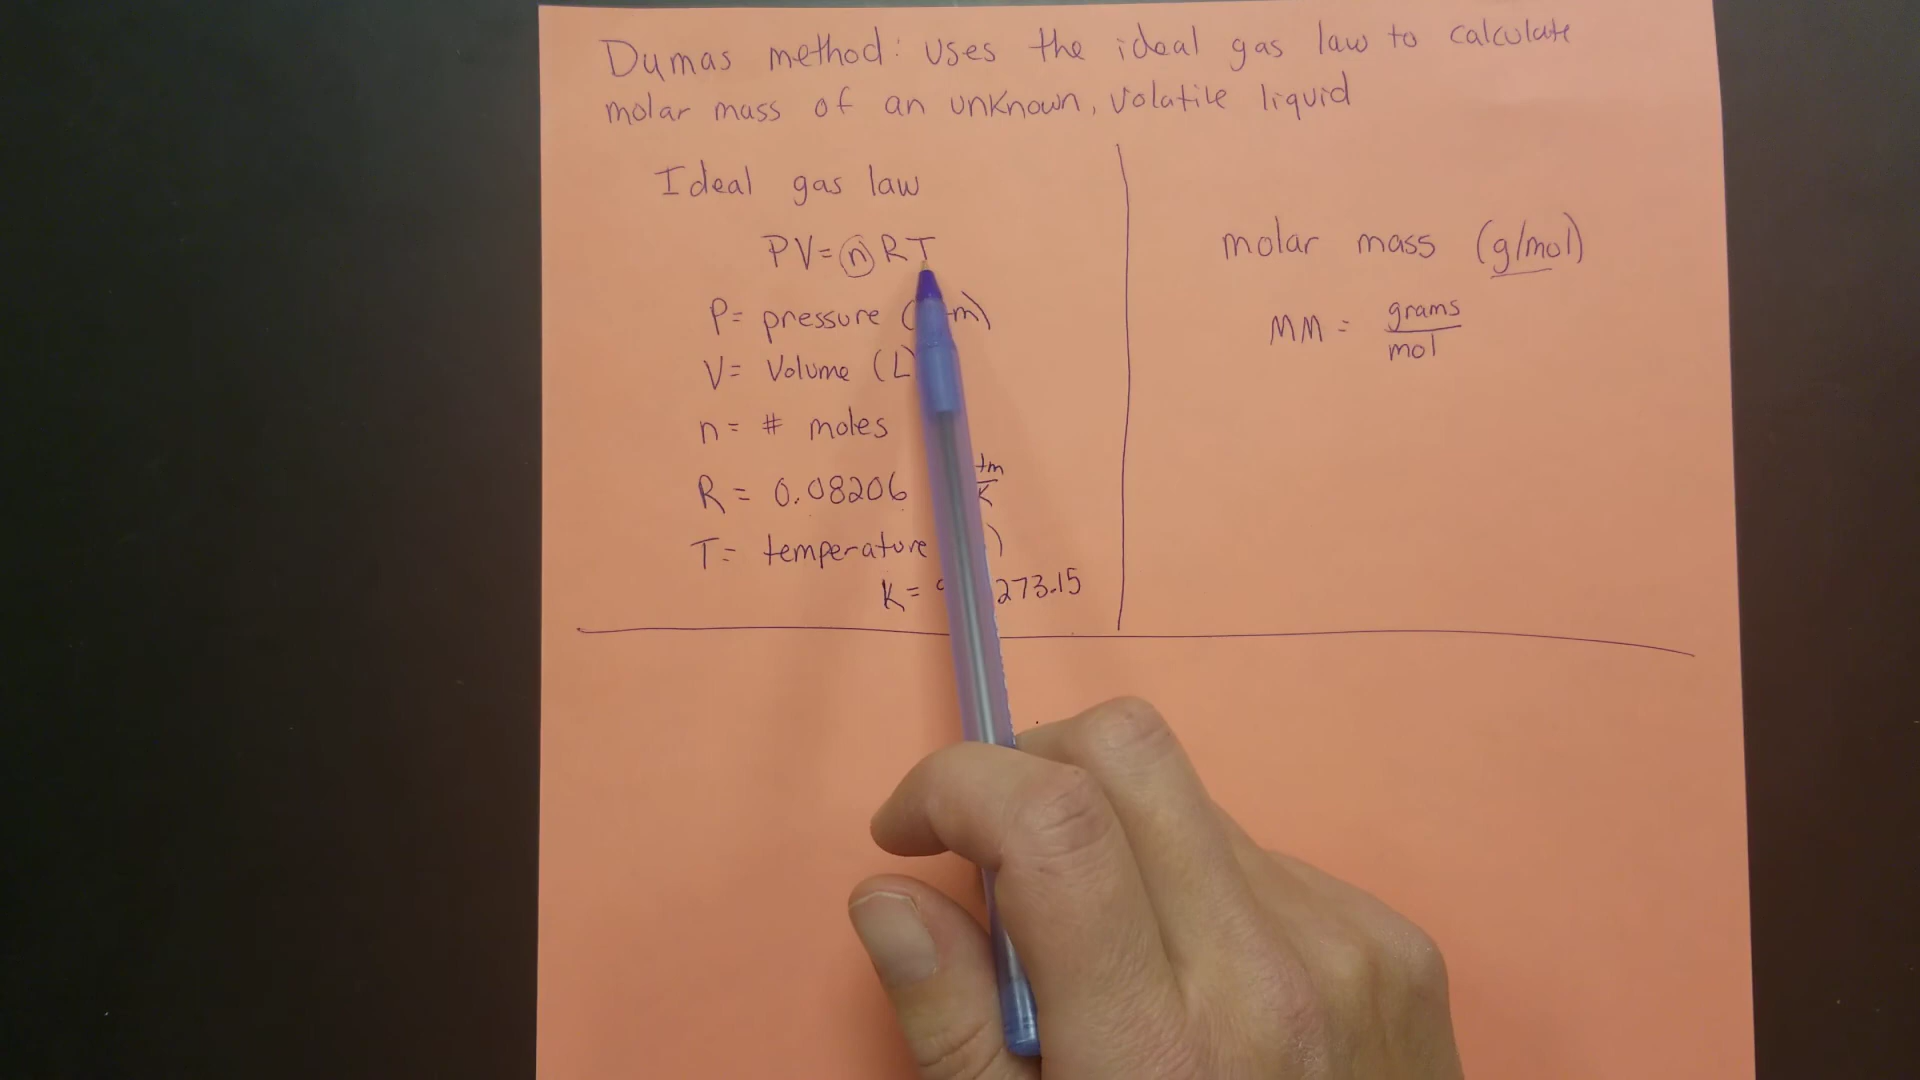 Dumas method: uses the ideal gas law to calculate
molar mass of an unknown, volatile liquid
Ideal gas law
PV=nRT
P= pressure
V= Volume (L
n= # moles
R= 0.08206
T= temperature )
K= 273.15
molar mass (g/mol)
MM = grams
mol